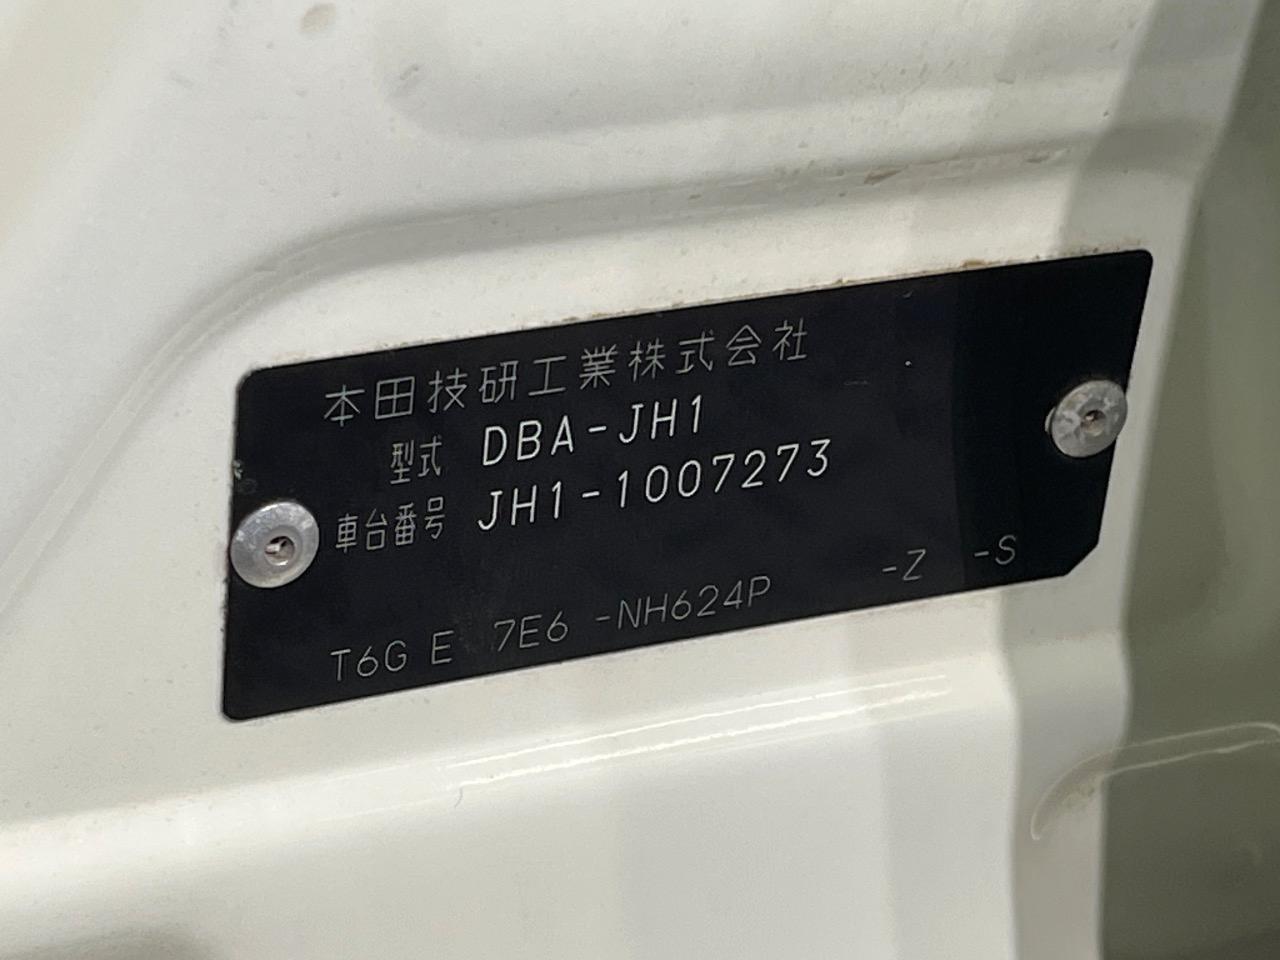 本田技研工業株式会社
型式 DBA-JH1
車台番号 JH1-1007273
T6G E 7E6 -NH624P -Z -S